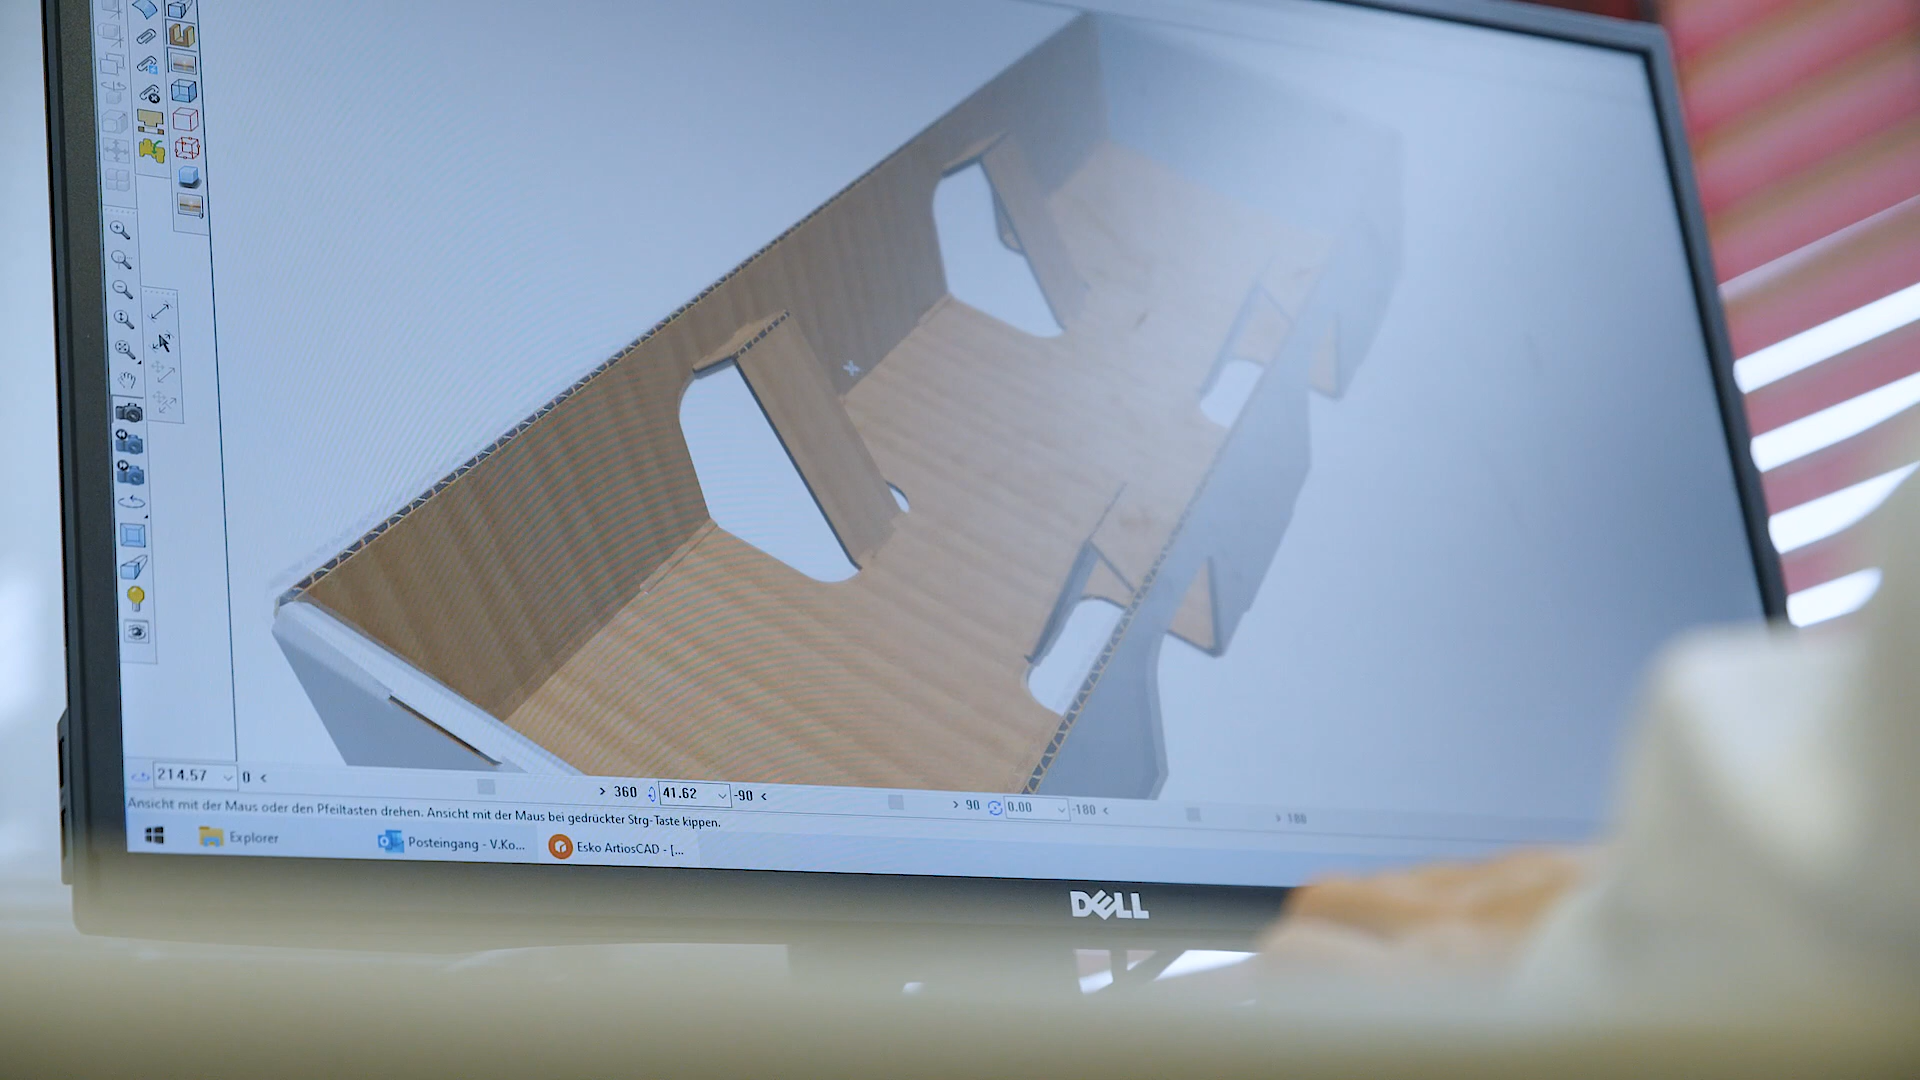 214.57 0 < > 360 41.62 -90 < > 90 0.00 -180 < > 180
Ansicht mit der Maus oder den Pfeiltasten drehen. Ansicht mit der Maus bei gedrückter Strg-Taste kippen.
Explorer Posteingang - V.Ko... Esko ArtiosCAD - [...
DELL